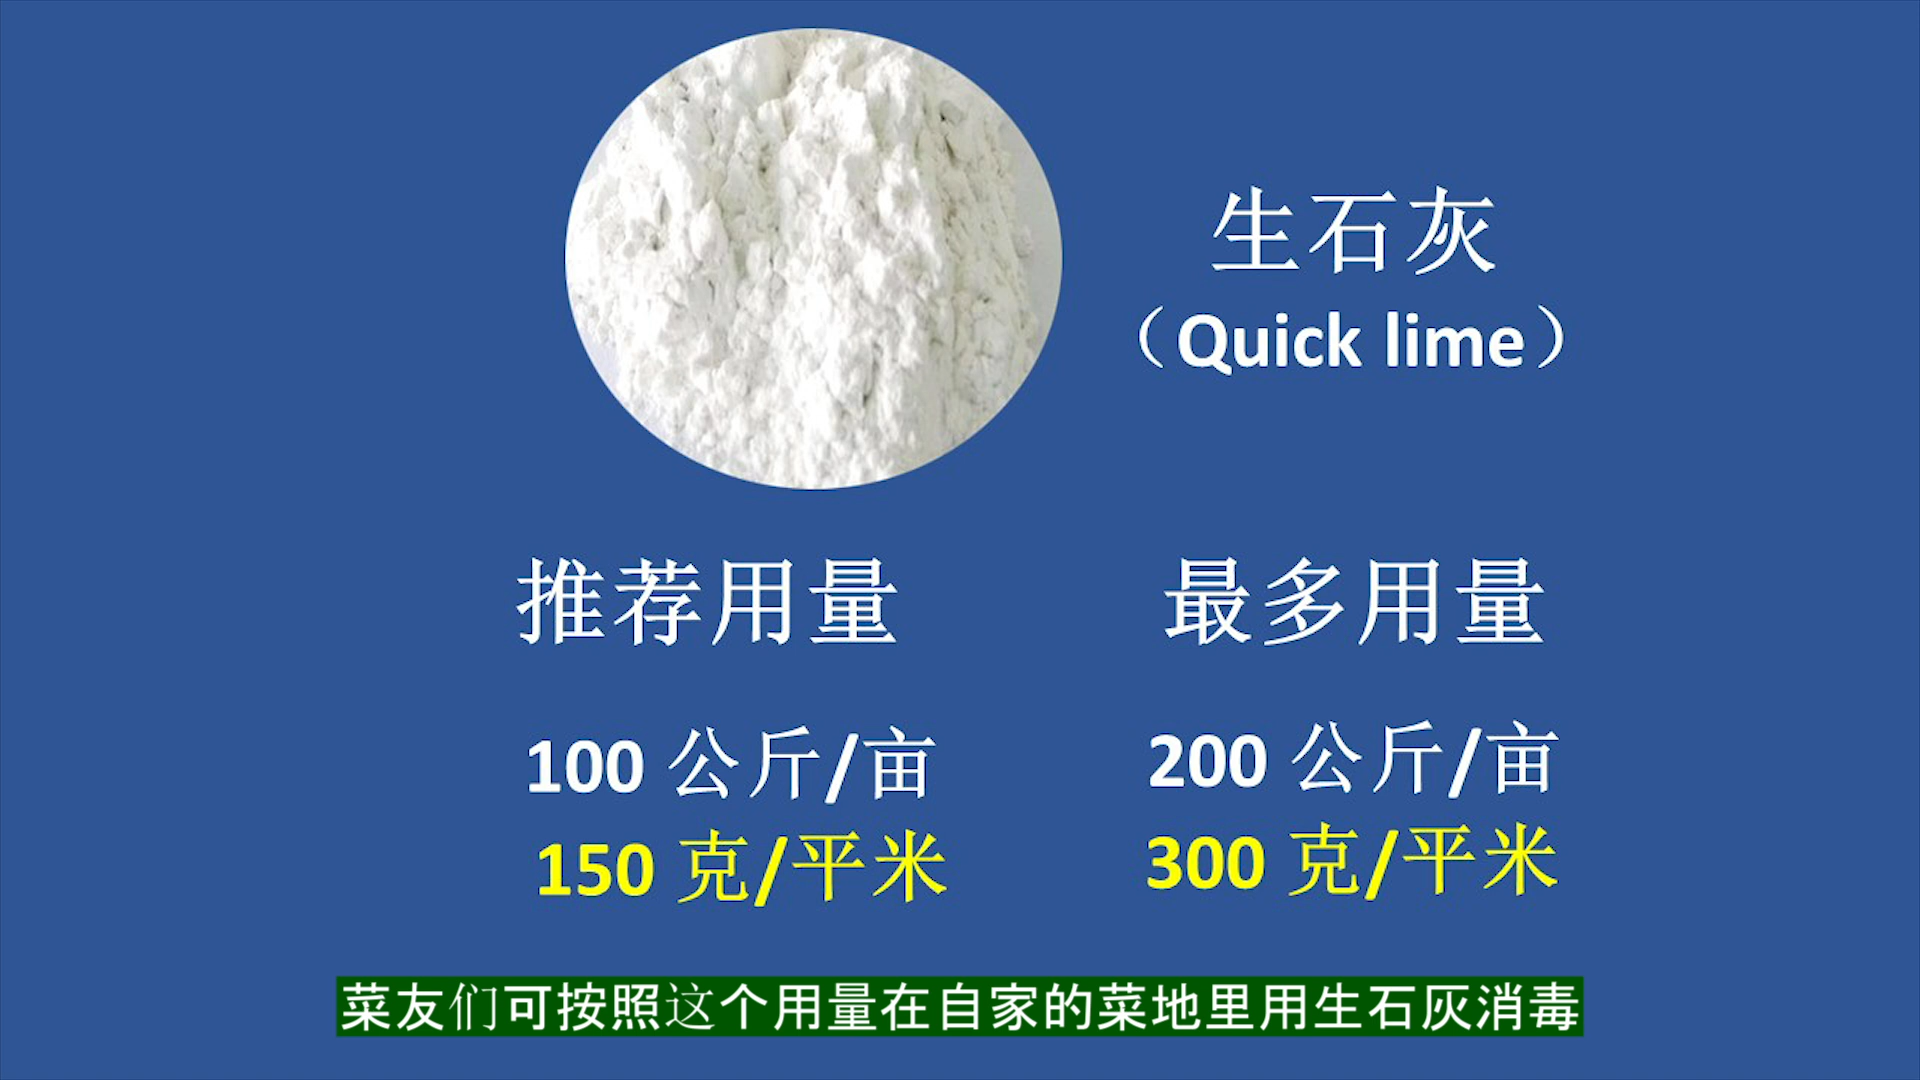 生石灰
（Quick lime）
推荐用量
最多用量
100 公斤/亩
200 公斤/亩
150 克/平米
300 克/平米
菜友们可按照这个用量在自家的菜地里用生石灰消毒